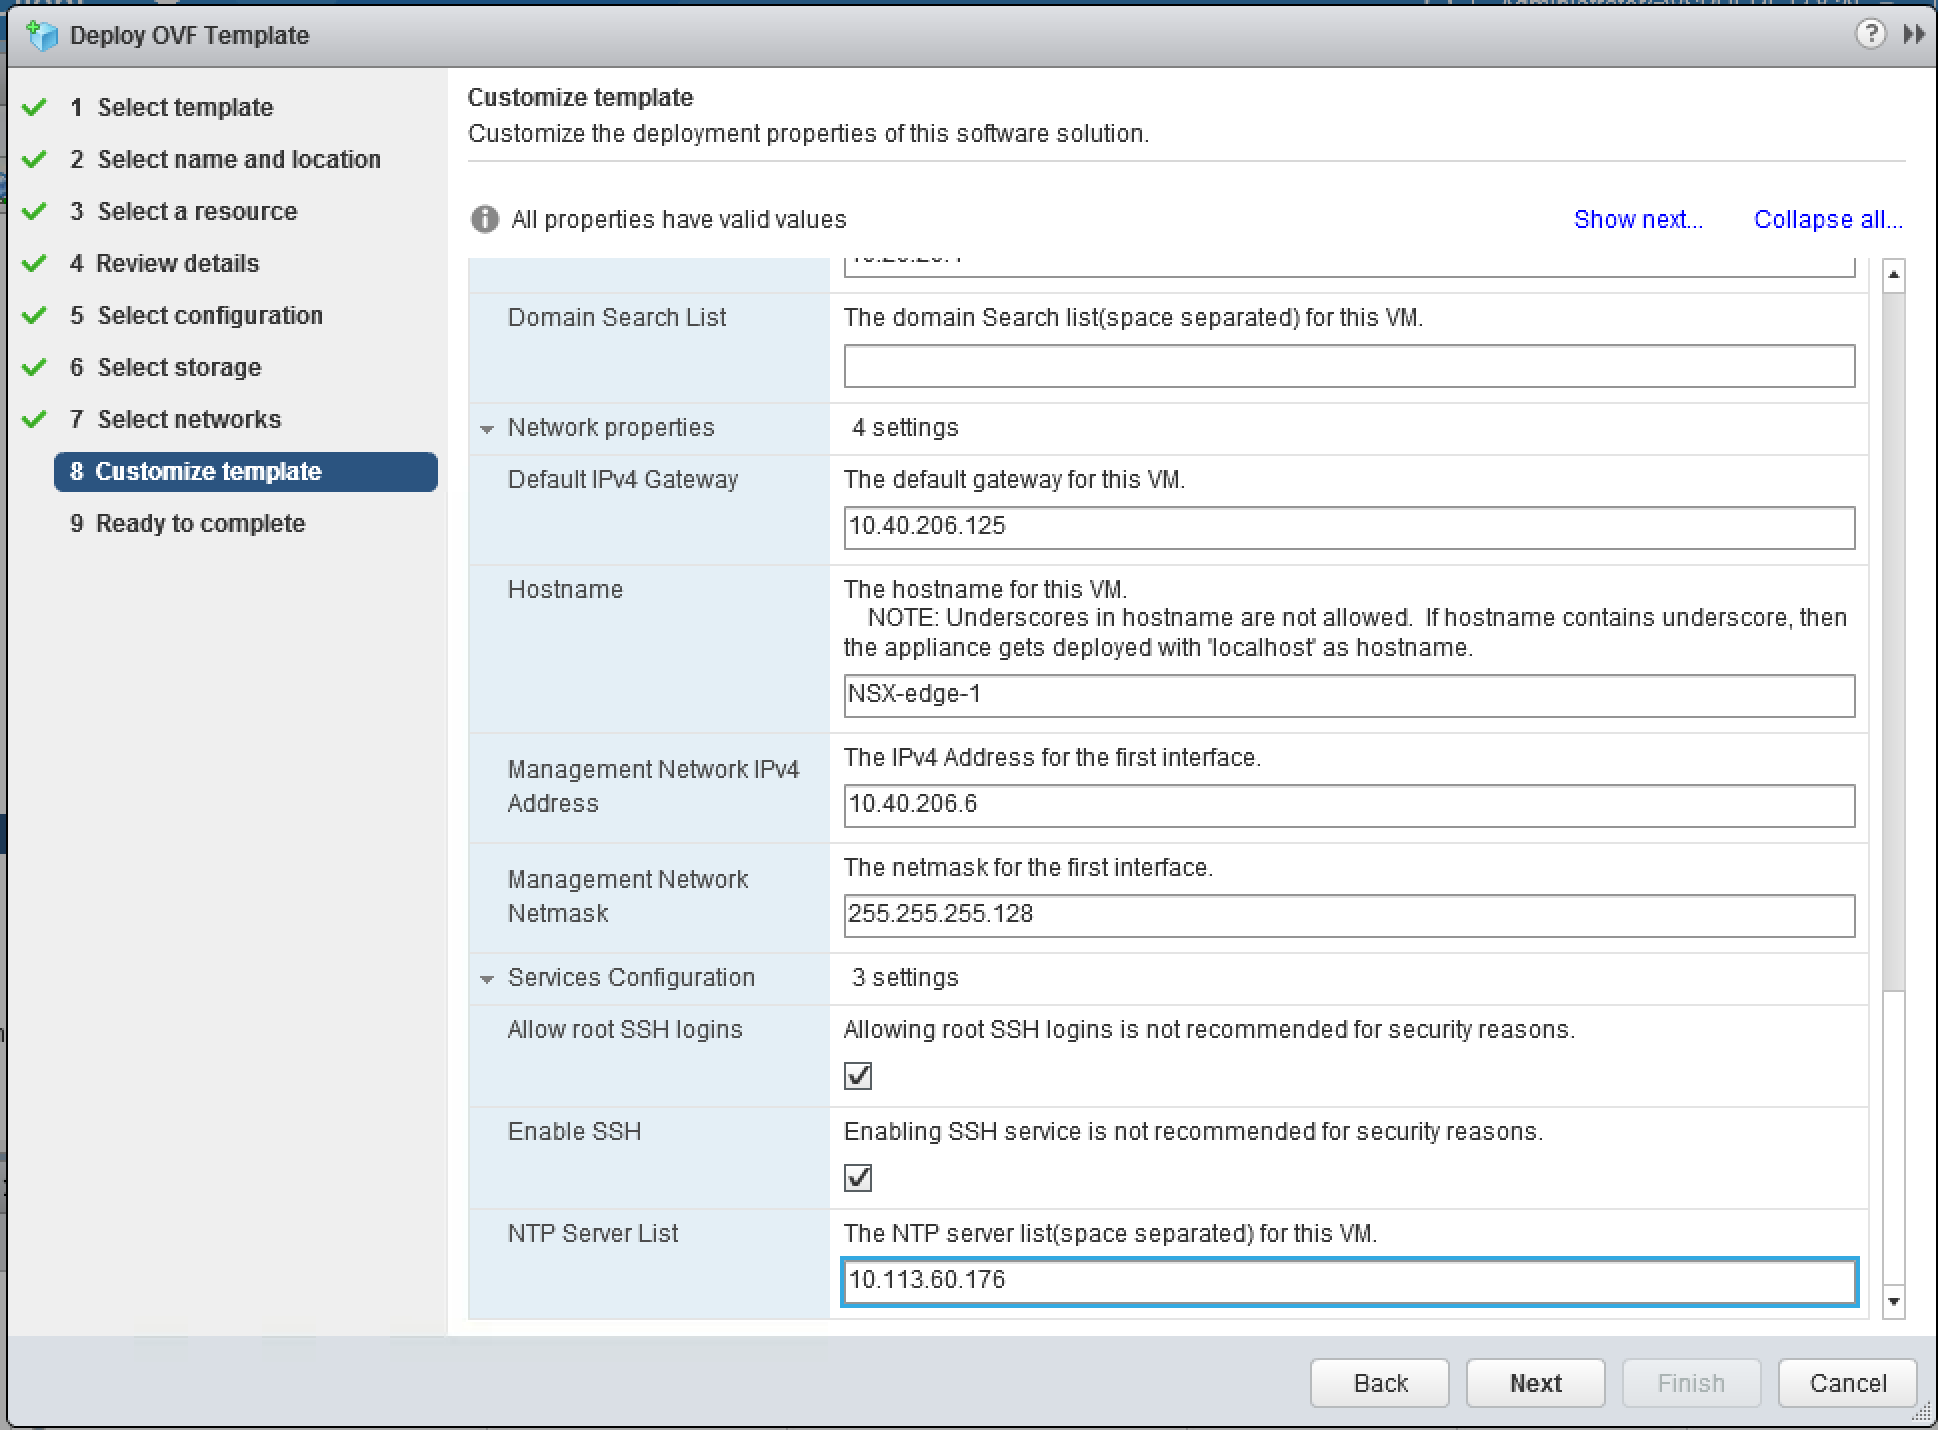 Deploy OVF Template
1 Select template
2 Select name and location
3 Select a resource
4 Review details
5 Select configuration
6 Select storage
7 Select networks
8 Customize template
9 Ready to complete
Customize template
Customize the deployment properties of this software solution.
All properties have valid values
Show next...
Collapse all...
Domain Search List
The domain Search list(space separated) for this VM.
Network properties
4 settings
Default IPv4 Gateway
The default gateway for this VM.
10.40.206.125
Hostname
The hostname for this VM.
NOTE: Underscores in hostname are not allowed. If hostname contains underscore, then
the appliance gets deployed with 'localhost' as hostname.
NSX-edge-1
Management Network IPv4
Address
The IPv4 Address for the first interface.
10.40.206.6
Management Network
Netmask
The netmask for the first interface.
255.255.255.128
Services Configuration
3 settings
Allow root SSH logins
Allowing root SSH logins is not recommended for security reasons.
Enable SSH
Enabling SSH service is not recommended for security reasons.
NTP Server List
The NTP server list(space separated) for this VM.
10.113.60.176
Back
Next
Finish
Cancel